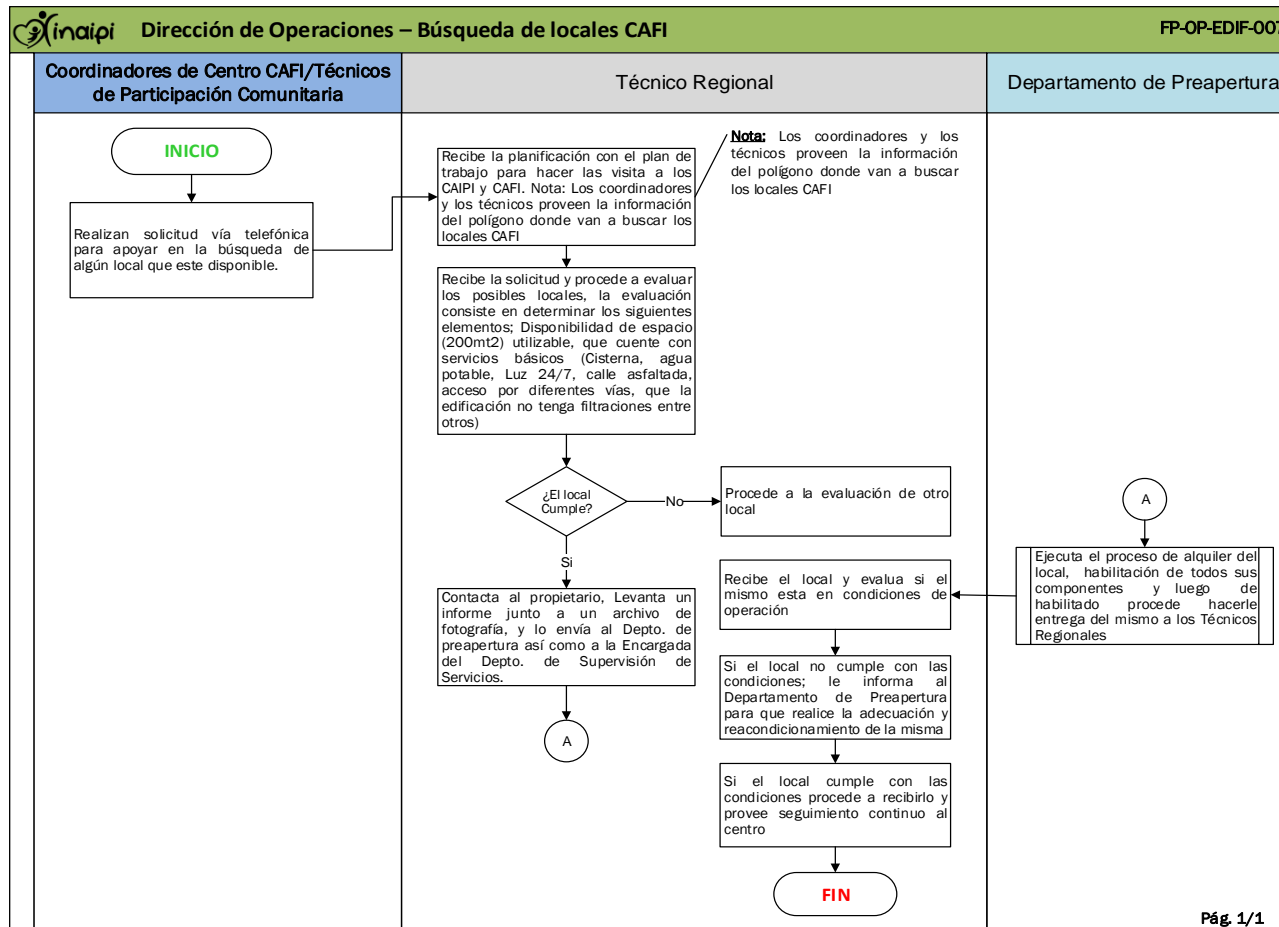 inaipi
Dirección de Operaciones – Búsqueda de locales CAFI
FP-OP-EDIF-007
Coordinadores de Centro CAFI/Técnicos
de Participación Comunitaria
Técnico Regional
Departamento de Preapertura
INICIO
Realizan solicitud vía telefónica
para apoyar en la búsqueda de
algún local que este disponible.
Recibe la planificación con el plan de
trabajo para hacer las visita a los
CAIPI y CAFI. Nota: Los coordinadores
y los técnicos proveen la información
del polígono donde van a buscar los
locales CAFI
Nota: Los coordinadores y los
técnicos proveen la información
del polígono donde van a buscar
los locales CAFI
Recibe la solicitud y procede a evaluar
los posibles locales, la evaluación
consiste en determinar los siguientes
elementos; Disponibilidad de espacio
(200mt2) utilizable, que cuente con
servicios básicos (Cisterna, agua
potable, Luz 24/7, calle asfaltada,
acceso por diferentes vías, que la
edificación no tenga filtraciones entre
otros)
¿El local
Cumple?
No
Procede a la evaluación de otro
local
Si
Contacta al propietario, Levanta un
informe junto a un archivo de
fotografía, y lo envía al Depto. de
preapertura así como a la Encargada
del Depto. de Supervisión de
Servicios.
A
A
Ejecuta el proceso de alquiler del
local, habilitación de todos sus
componentes y luego de
habilitado procede hacerle
entrega del mismo a los Técnicos
Regionales
Recibe el local y evalua si el
mismo esta en condiciones de
operación
Si el local no cumple con las
condiciones; le informa al
Departamento de Preapertura
para que realice la adecuación y
reacondicionamiento de la misma
Si el local cumple con las
condiciones procede a recibirlo y
provee seguimiento continuo al
centro
FIN
Pág. 1/1